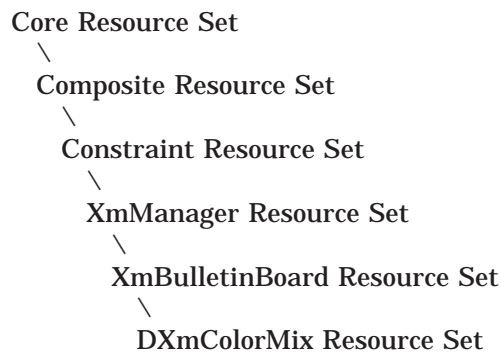 Core Resource Set
\
Composite Resource Set
\
Constraint Resource Set
\
XmManager Resource Set
\
XmBulletinBoard Resource Set
\
DXmColorMix Resource Set